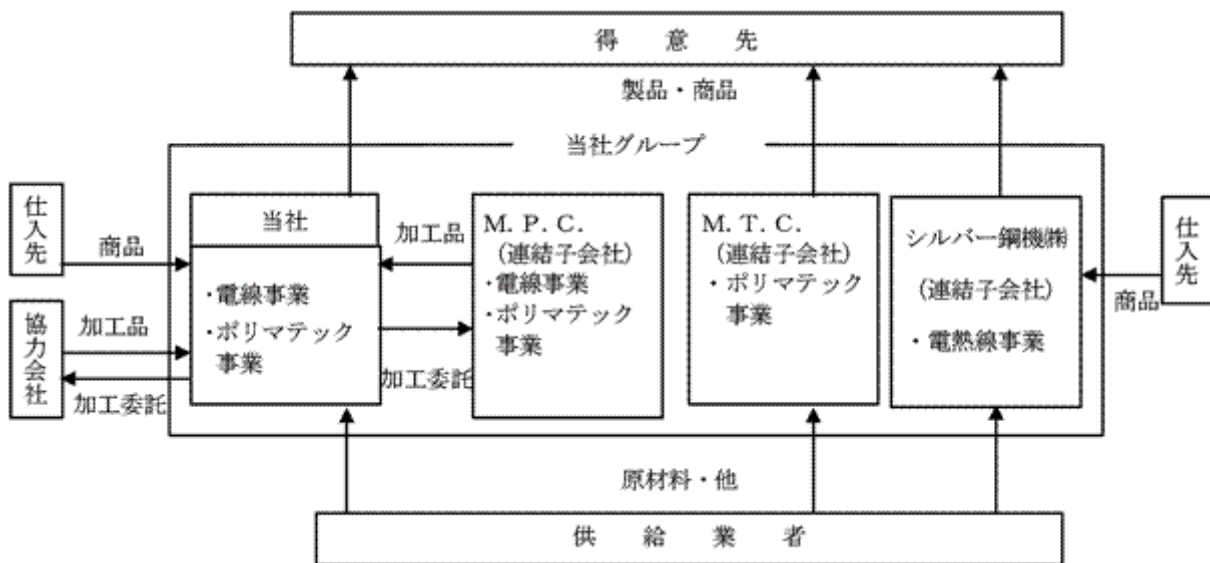 得意先
製品・商品
当社グループ
仕入先
商品
協力会社
加工品
加工委託
当社
・電線事業
・ポリマテック
事業
加工品
加工委託
M．P．C．
(連結子会社)
・電線事業
・ポリマテック
事業
M．T．C．
(連結子会社)
・ポリマテック
事業
シルバー鋼機㈱
(連結子会社)
・電熱線事業
仕入先
商品
原材料・他
供給業者